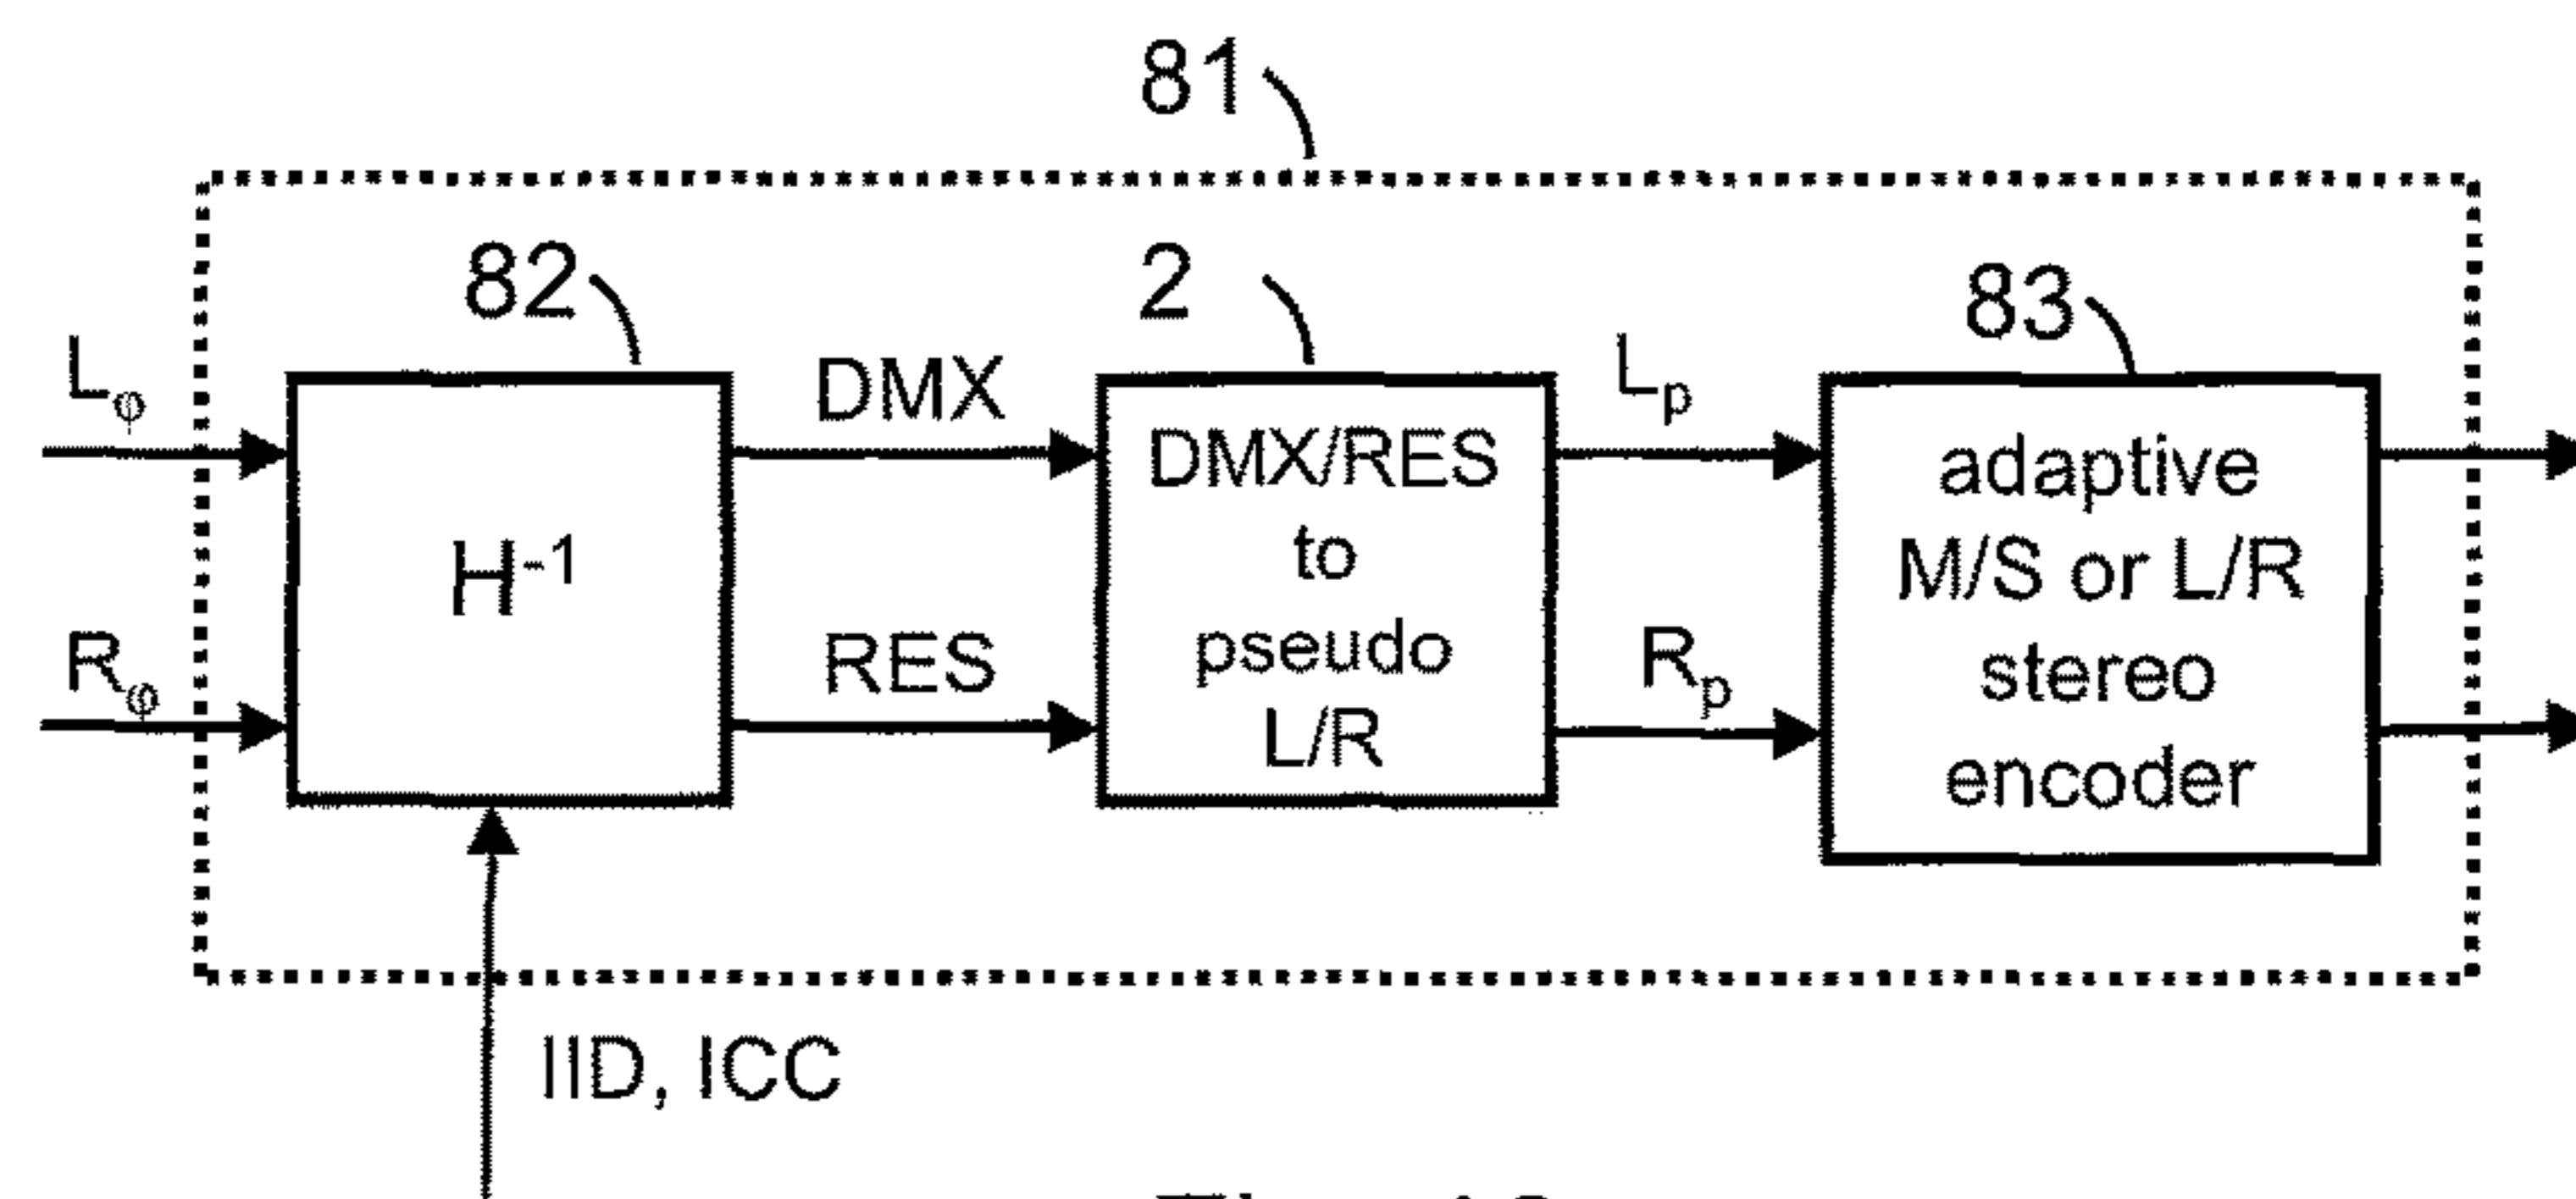 81
82
2
83
Lφ
DMX
Lp
Rφ
RES
Rp
H-1
DMX/RES
to
pseudo
L/R
adaptive
M/S or L/R
stereo
encoder
IID, ICC